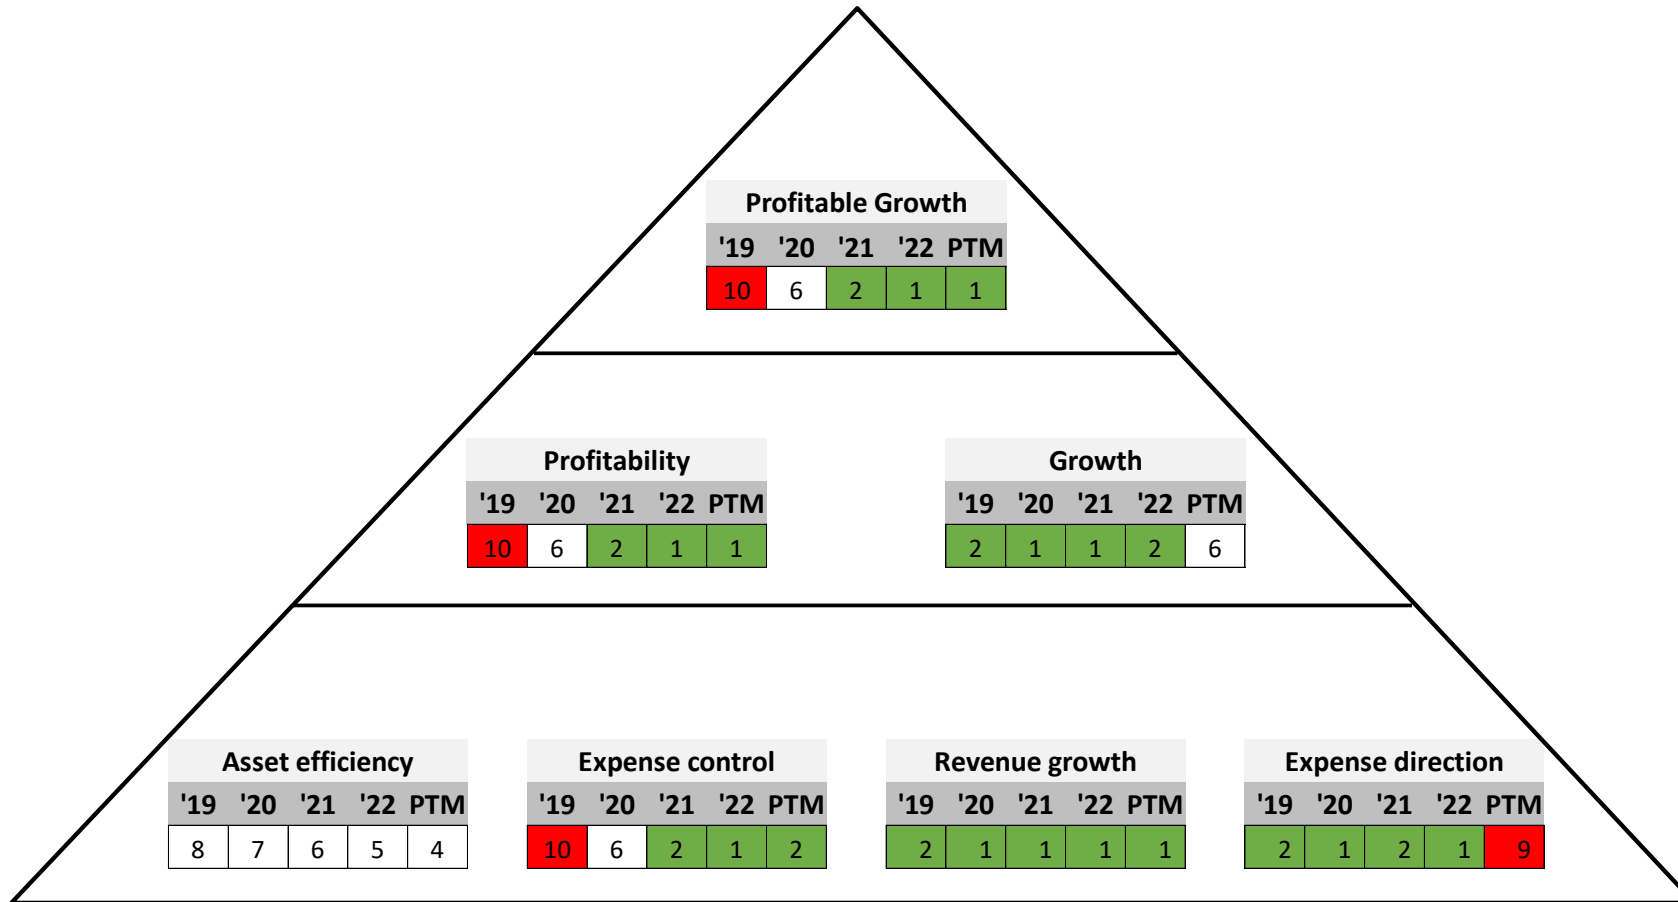 Profitable Growth
'19 '20 '21 '22 PTM
10 6 2 1 1
Profitability
'19 '20 '21 '22 PTM
10 6 2 1 1
Growth
'19 '20 '21 '22 PTM
2 1 1 2 6
Asset efficiency
'19 '20 '21 '22 PTM
8 7 6 5 4
Expense control
'19 '20 '21 '22 PTM
10 6 2 1 2
Revenue growth
'19 '20 '21 '22 PTM
2 1 1 1 1
Expense direction
'19 '20 '21 '22 PTM
2 1 2 1 9